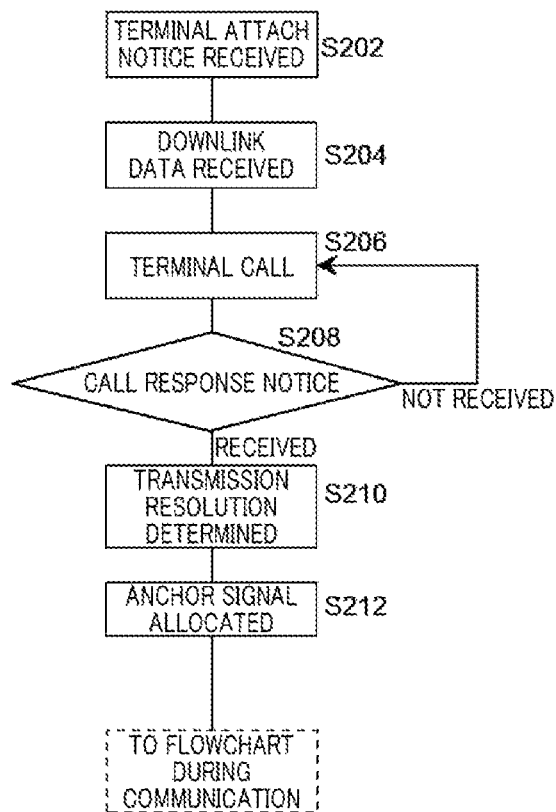 TERMINAL ATTACH
NOTICE RECEIVED
S202
DOWNLINK
DATA RECEIVED
S204
S206
TERMINAL CALL
S208
CALL RESPONSE NOTICE
NOT RECEIVED
RECEIVED
TRANSMISSION
RESOLUTION
DETERMINED
S210
ANCHOR SIGNAL
ALLOCATED
S212
TO FLOWCHART
DURING
COMMUNICATION